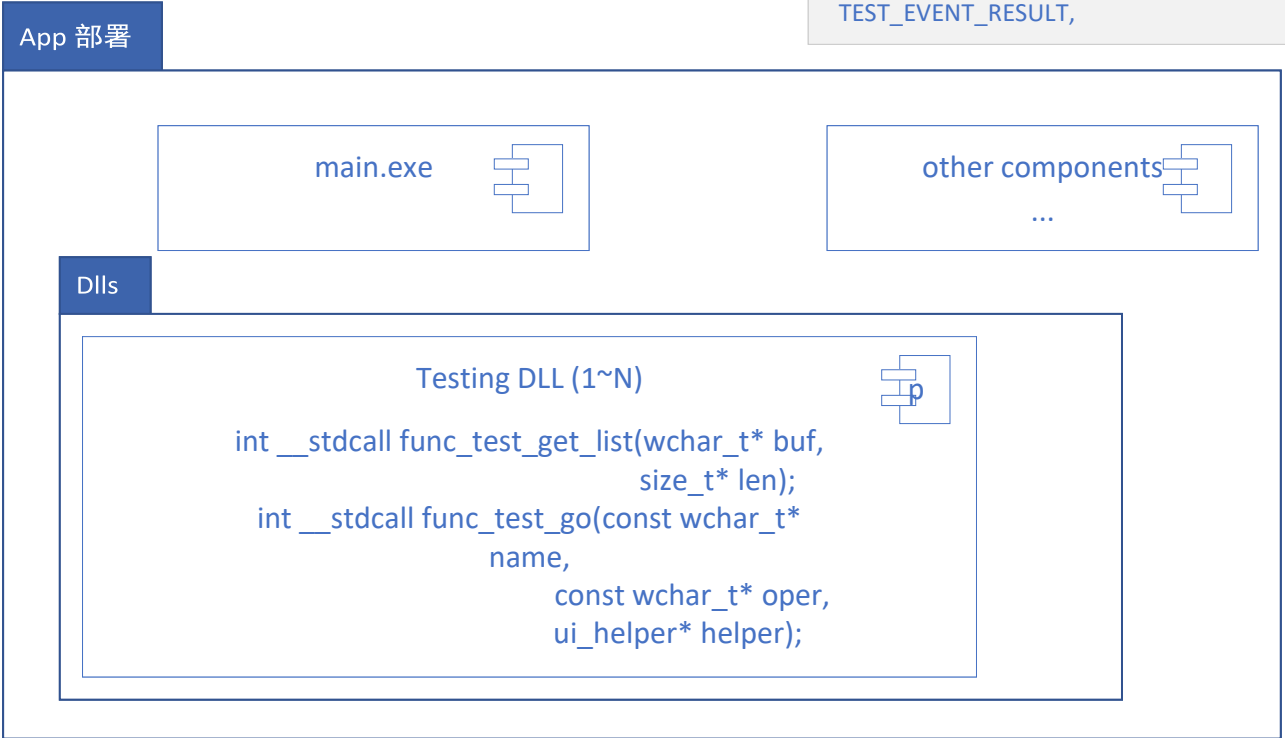 TEST_EVENT_RESULT,
App 部署
main.exe
other components
...
Dlls
Testing DLL (1~N)
p
int __stdcall func_test_get_list(wchar_t* buf,
size_t* len);
int __stdcall func_test_go(const wchar_t*
name,
const wchar_t* oper,
ui_helper* helper);